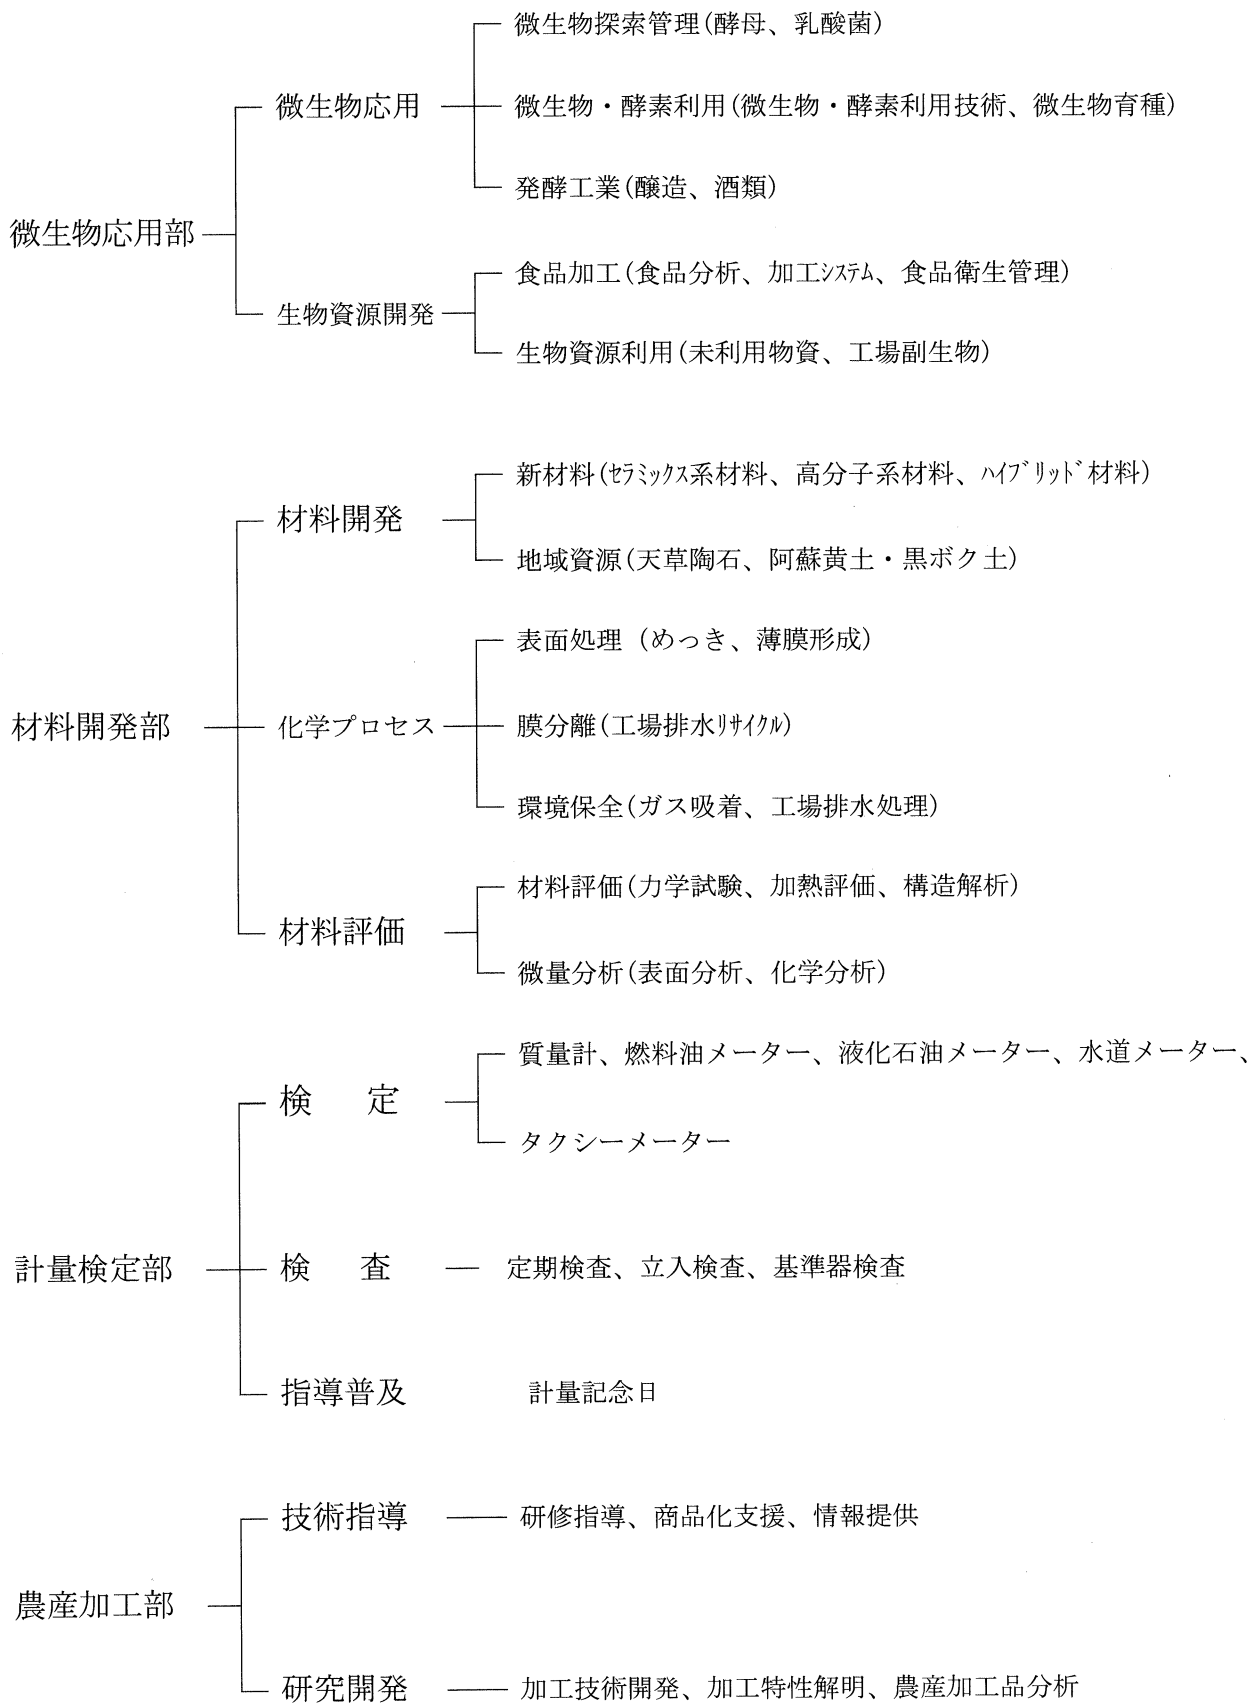 微生物探索管理(酵母、乳酸菌)
微生物応用
微生物・酵素利用(微生物・酵素利用技術、微生物育種)
発酵工業(醸造、酒類)
微生物応用部
食品加工(食品分析、加工ｼｽﾃﾑ、食品衛生管理)
生物資源開発
生物資源利用(未利用物資、工場副生物)
新材料(ｾﾗﾐｯｸｽ系材料、高分子系材料、ﾊｲﾌﾞﾘｯﾄﾞ材料)
材料開発
地域資源(天草陶石、阿蘇黄土・黒ボク土)
表面処理 (めっき、薄膜形成)
材料開発部
化学プロセス
膜分離(工場排水ﾘｻｲｸﾙ)
環境保全(ガス吸着、工場排水処理)
材料評価(力学試験、加熱評価、構造解析)
材料評価
微量分析(表面分析、化学分析)
質量計、燃料油メーター、液化石油メーター、水道メーター、
検　定
タクシーメーター
計量検定部
検　査
定期検査、立入検査、基準器検査
指導普及
計量記念日
技術指導
研修指導、商品化支援、情報提供
農産加工部
研究開発
加工技術開発、加工特性解明、農産加工品分析